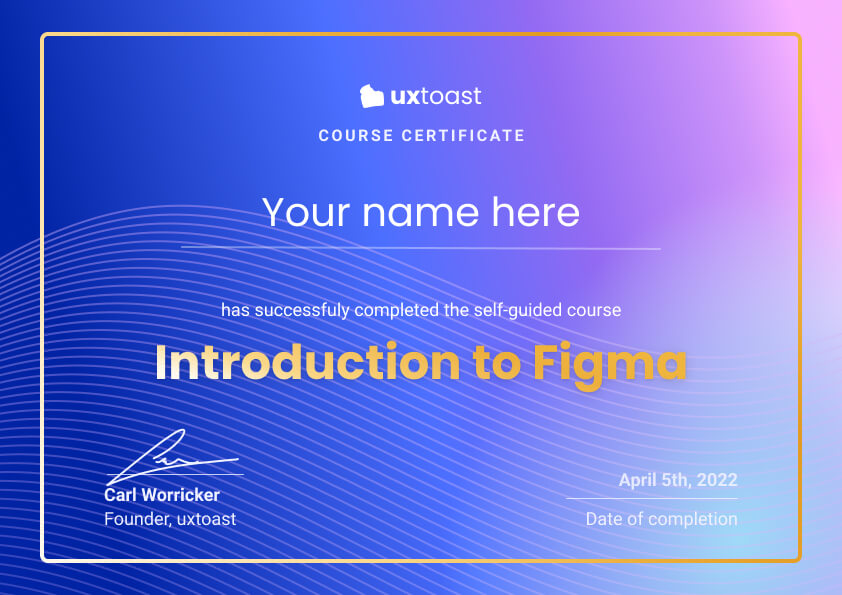 uxtoast
COURSE CERTIFICATE
Your name here
has successfuly completed the self-guided course
Introduction to Figma
Carl Worricker
Founder, uxtoast
April 5th, 2022
Date of completion